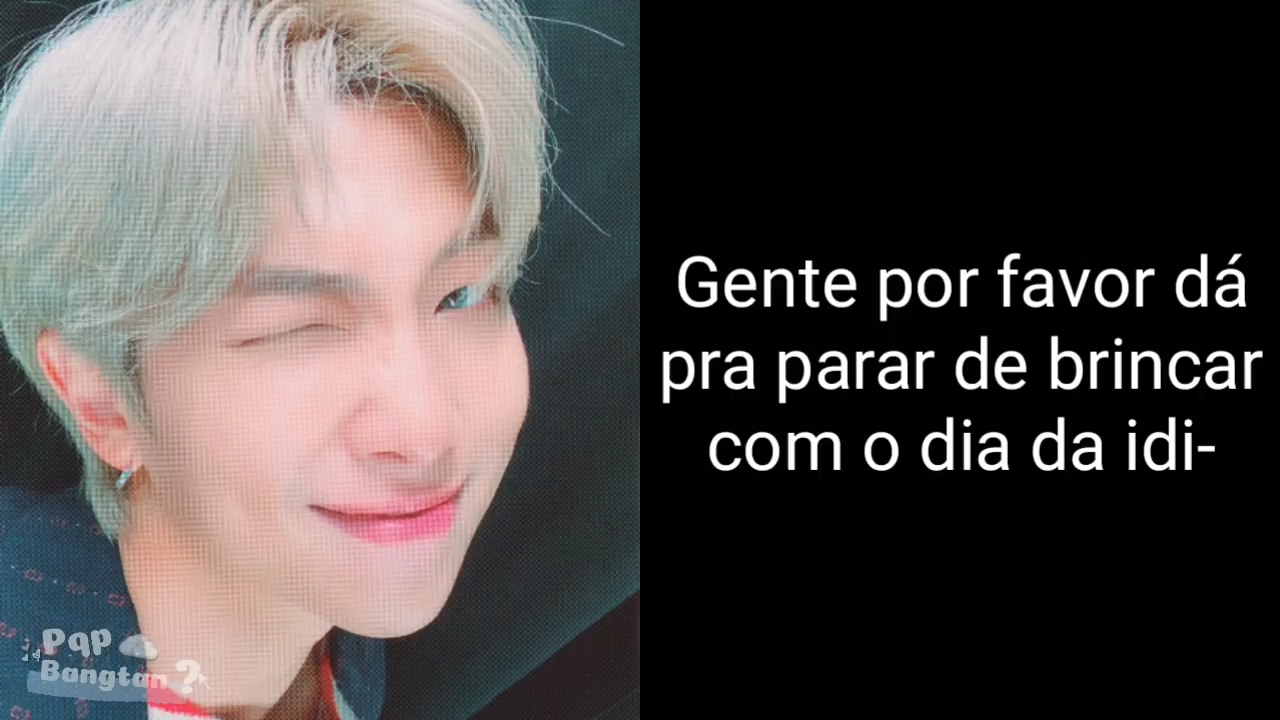 Gente por favor dá
pra parar de brincar
com o dia da idi-
Pqp
Bangtan?